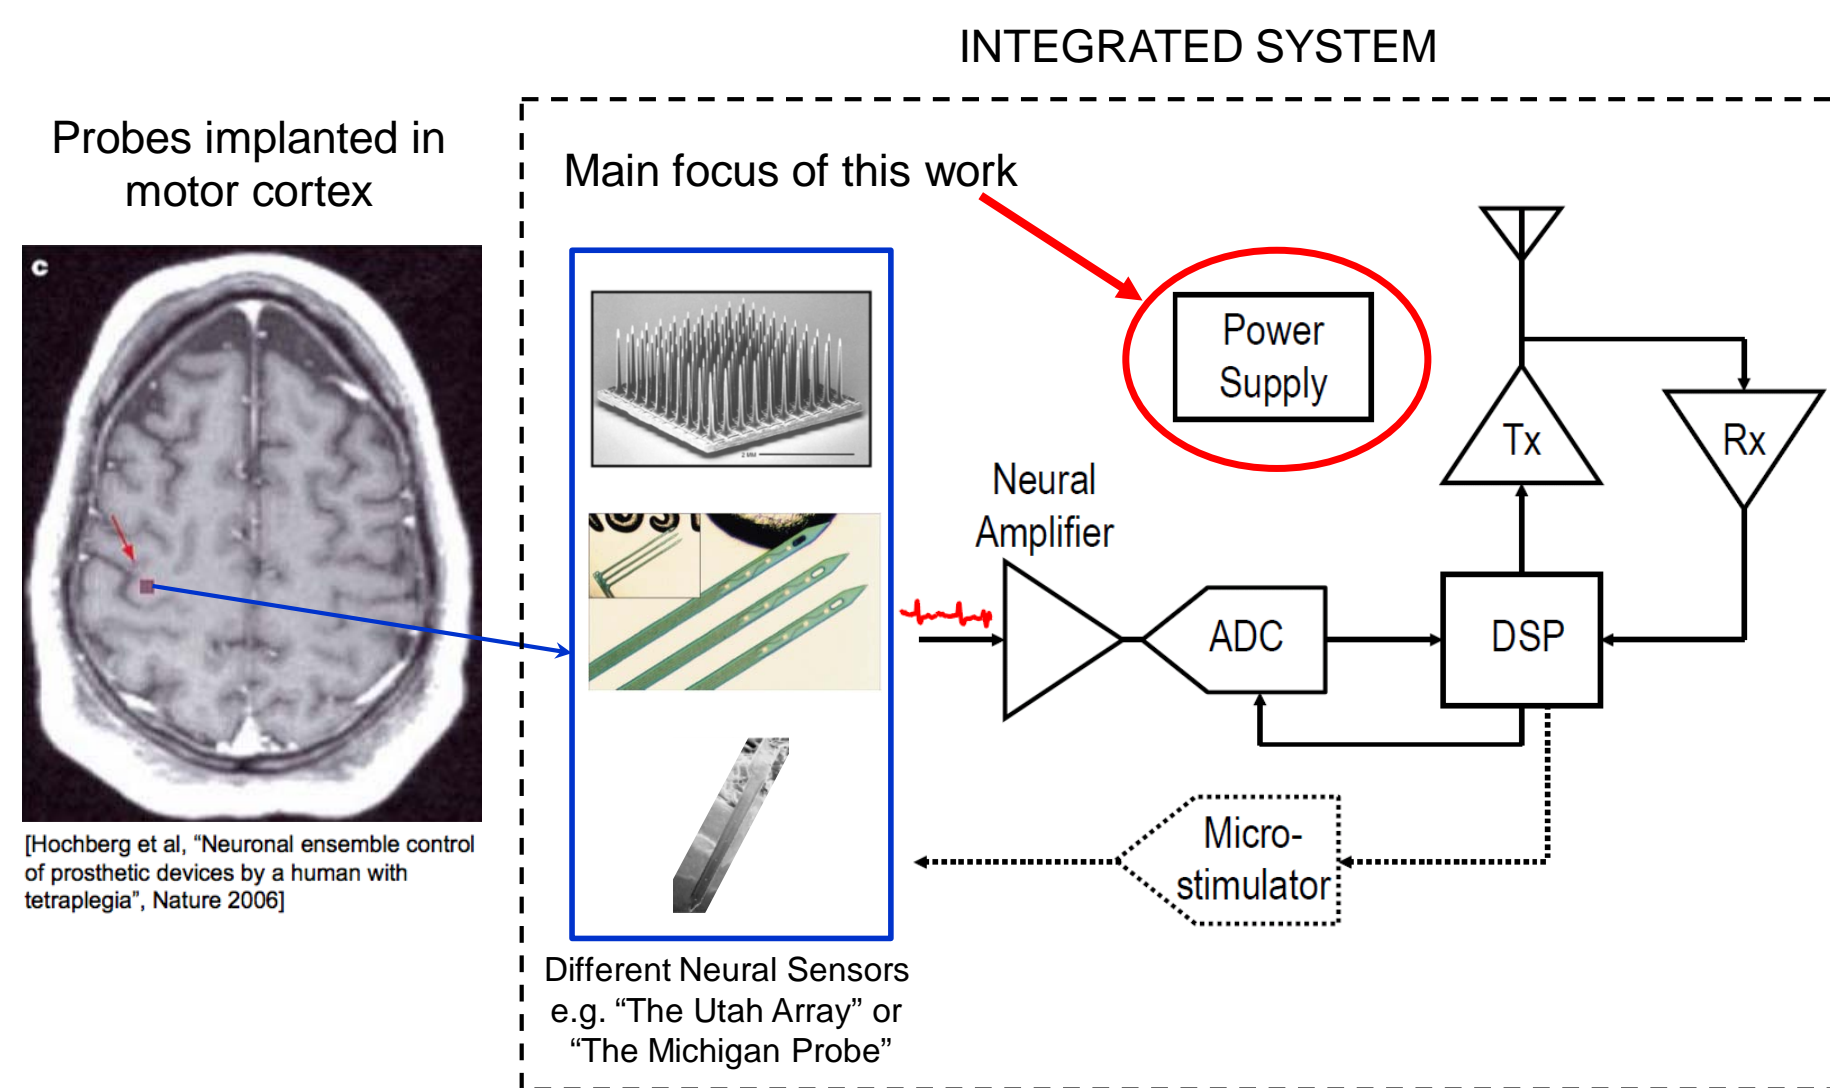 INTEGRATED SYSTEM
Probes implanted in
motor cortex
Main focus of this work
c
2 MM
Power
Supply
Tx
Rx
Neural
Amplifier
ADC
DSP
Micro-
stimulator
[Hochberg et al, “Neuronal ensemble control
of prosthetic devices by a human with
tetraplegia”, Nature 2006]
Different Neural Sensors
e.g. “The Utah Array” or
“The Michigan Probe”